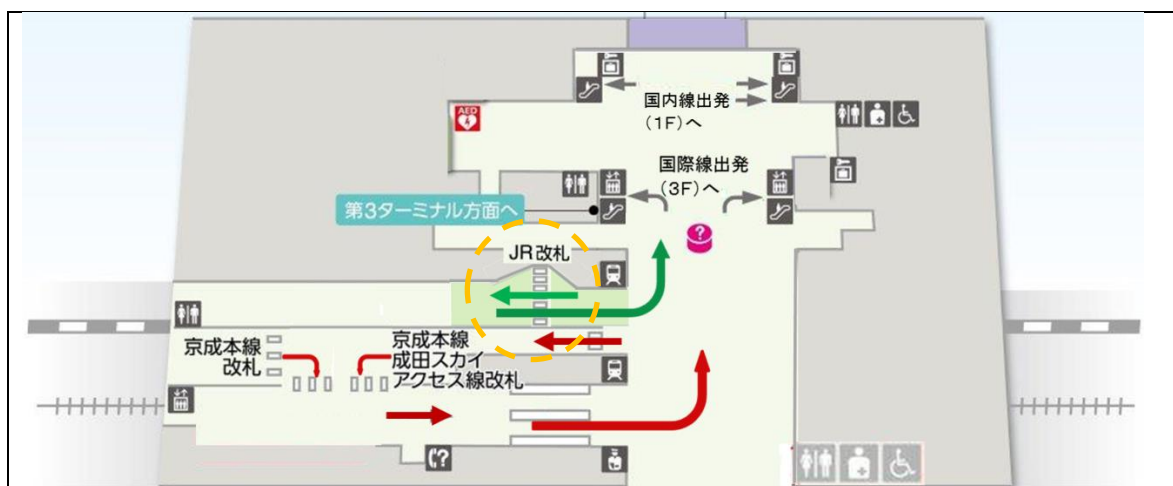 国内線出発
(1F)へ
AED
国際線出発
(3F)へ
第3ターミナル方面へ
?
JR改札
京成本線
改札
京成本線
成田スカイ
アクセス線改札
?